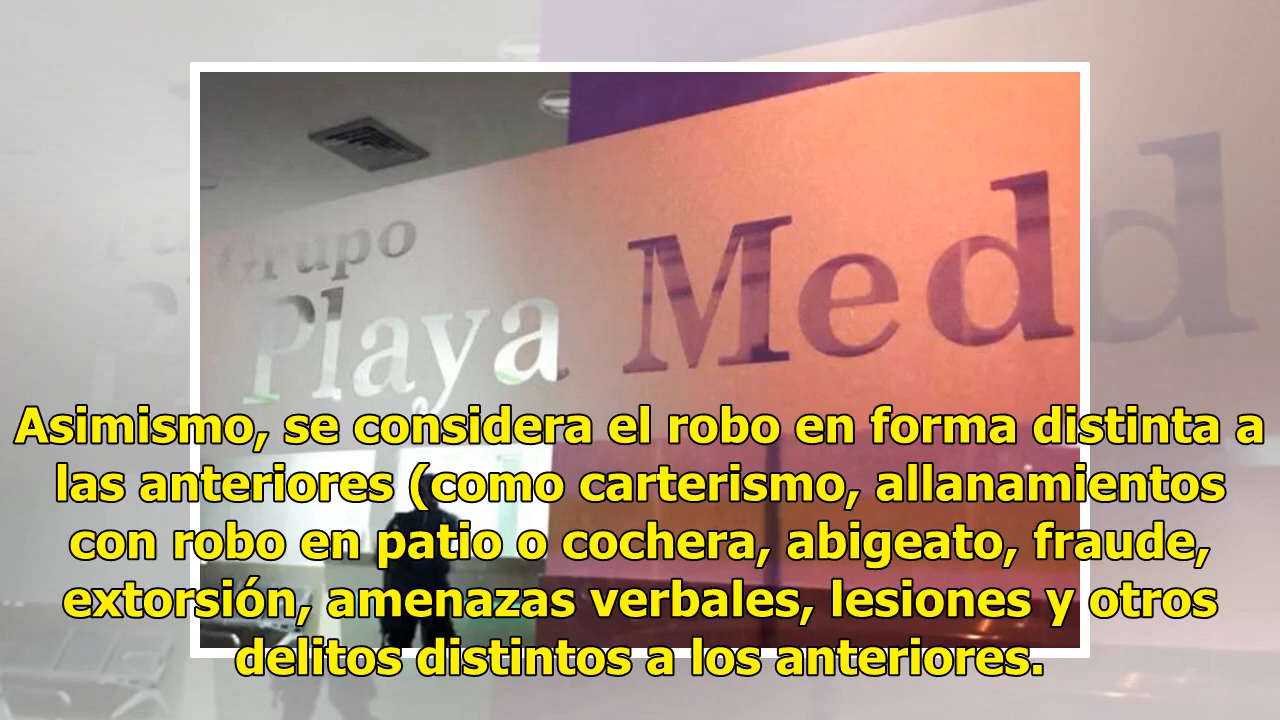 Grupo
Playa Med
Asimismo, se considera el robo en forma distinta a
las anteriores (como carterismo, allanamientos
con robo en patio o cochera, abigeato, fraude,
extorsión, amenazas verbales, lesiones y otros
delitos distintos a los anteriores.